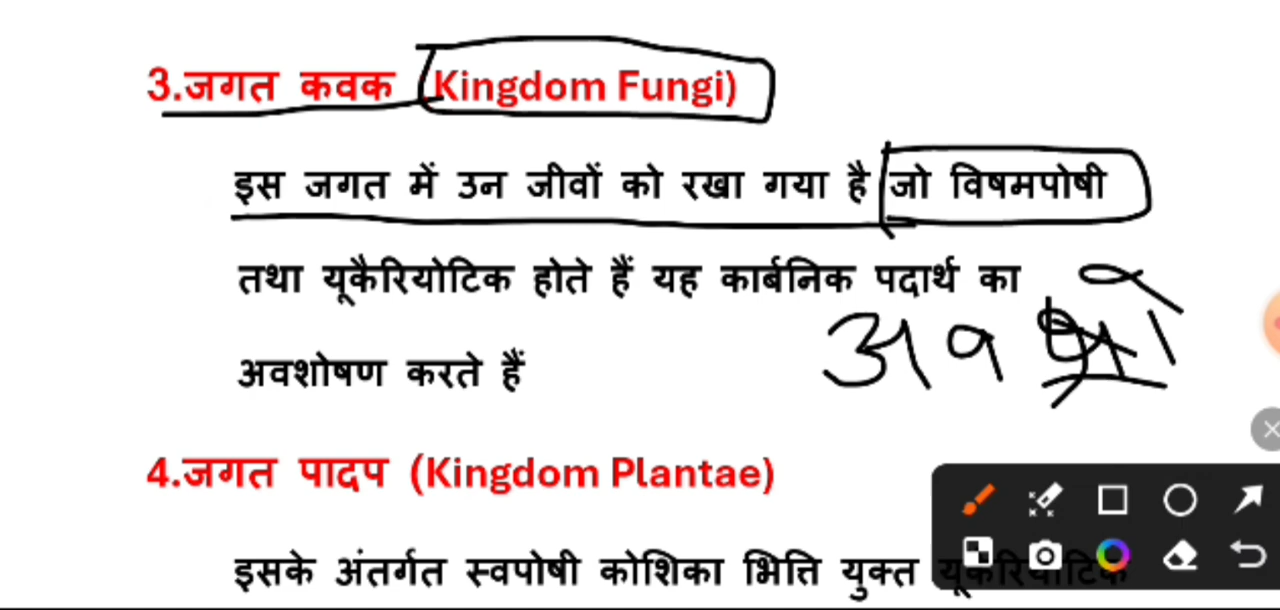 3.जगत कवक (Kingdom Fungi)
इस जगत में उन जीवों को रखा गया है जो विषमपोषी
तथा यूकैरियोटिक होते हैं यह कार्बनिक पदार्थ का
अवशोषण करते हैं
4.जगत पादप (Kingdom Plantae)
इसके अंतर्गत स्वपोषी कोशिका भित्ति युक्त यूकैरियोटिक